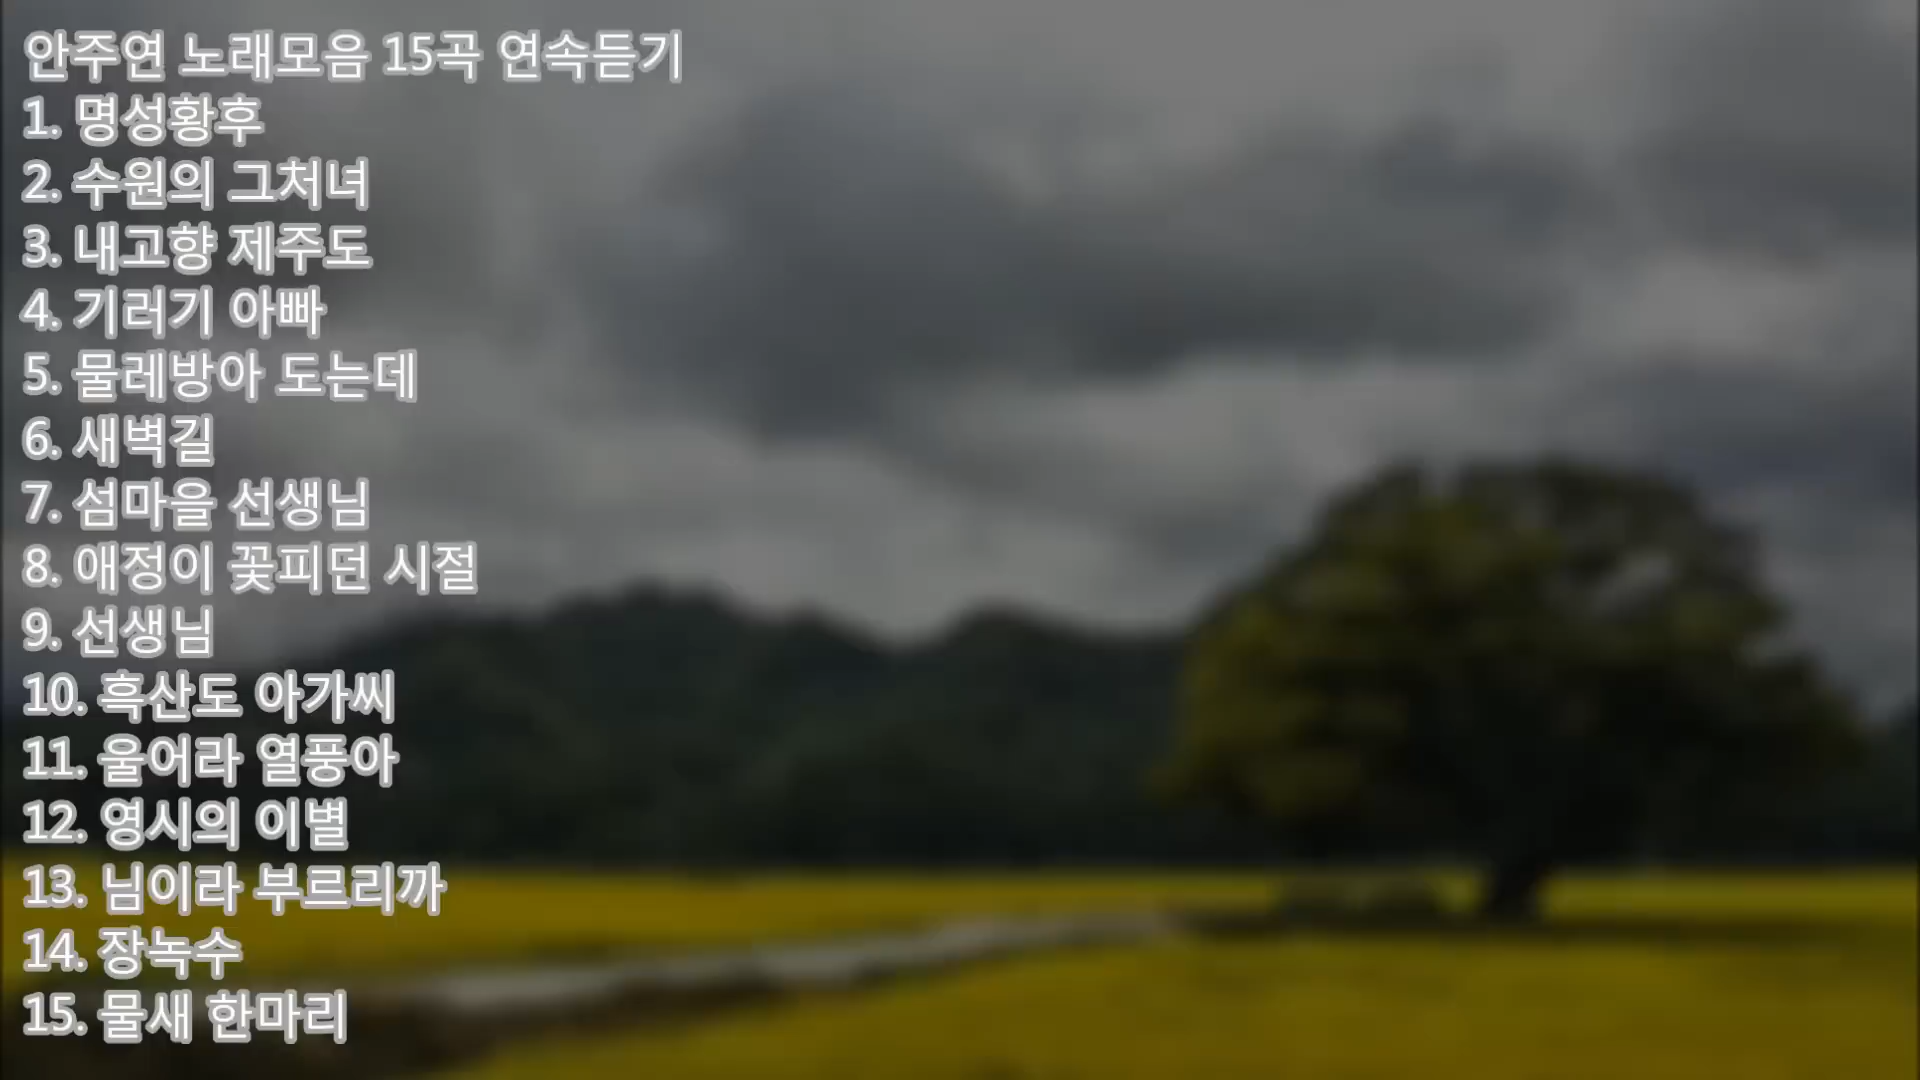 안주연 노래모음 15곡 연속듣기
1. 명성황후
2. 수원의 그처녀
3. 내고향 제주도
4. 기러기 아빠
5. 물레방아 도는데
6. 새벽길
7. 섬마을 선생님
8. 애정이 꽃피던 시절
9. 선생님
10. 흑산도 아가씨
11. 울어라 열풍아
12. 영시의 이별
13. 님이라 부르리까
14. 장녹수
15. 물새 한마리